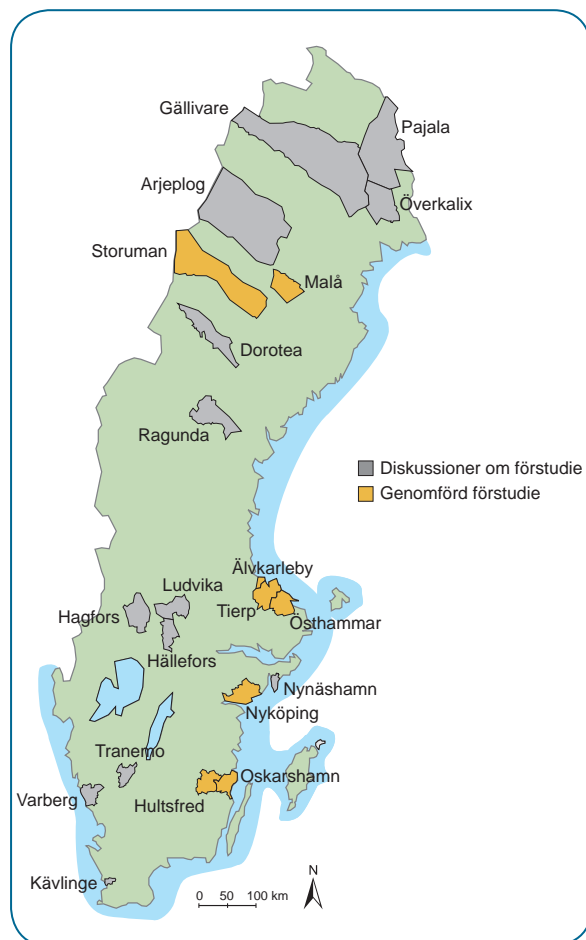 Gällivare
Pajala
Arjeplog
Överkalix
Storuman
Malå
Dorotea
Ragunda
Diskussioner om förstudie
Genomförd förstudie
Älvkarleby
Ludvika
Hagfors
Tierp
Östhammar
Hällefors
Nynäshamn
Nyköping
Tranemo
Oskarshamn
Varberg
Hultsfred
Kävlinge
N
0 50 100 km